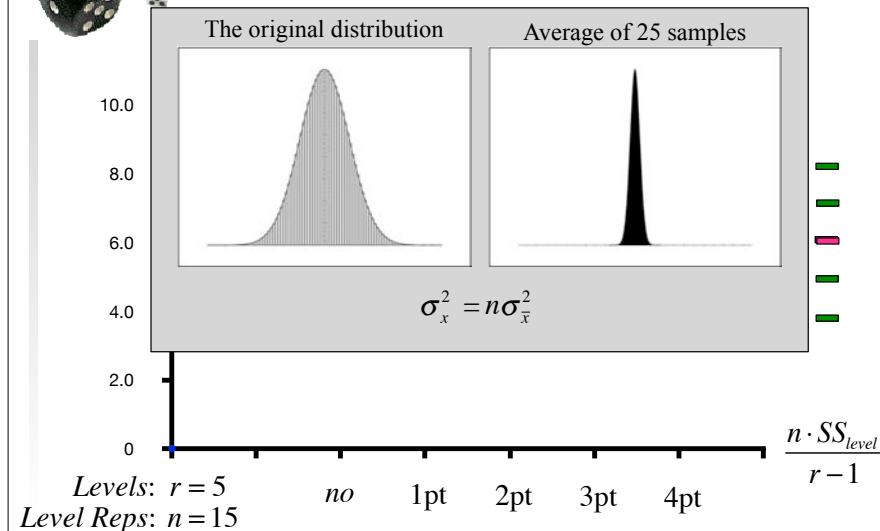 The original distribution
Average of 25 samples
σ_x^2 = nσ_x̄^2
10.0
8.0
6.0
4.0
2.0
0
n · SS_level
r − 1
Levels: r = 5
no 1pt 2pt 3pt 4pt
Level Reps: n = 15